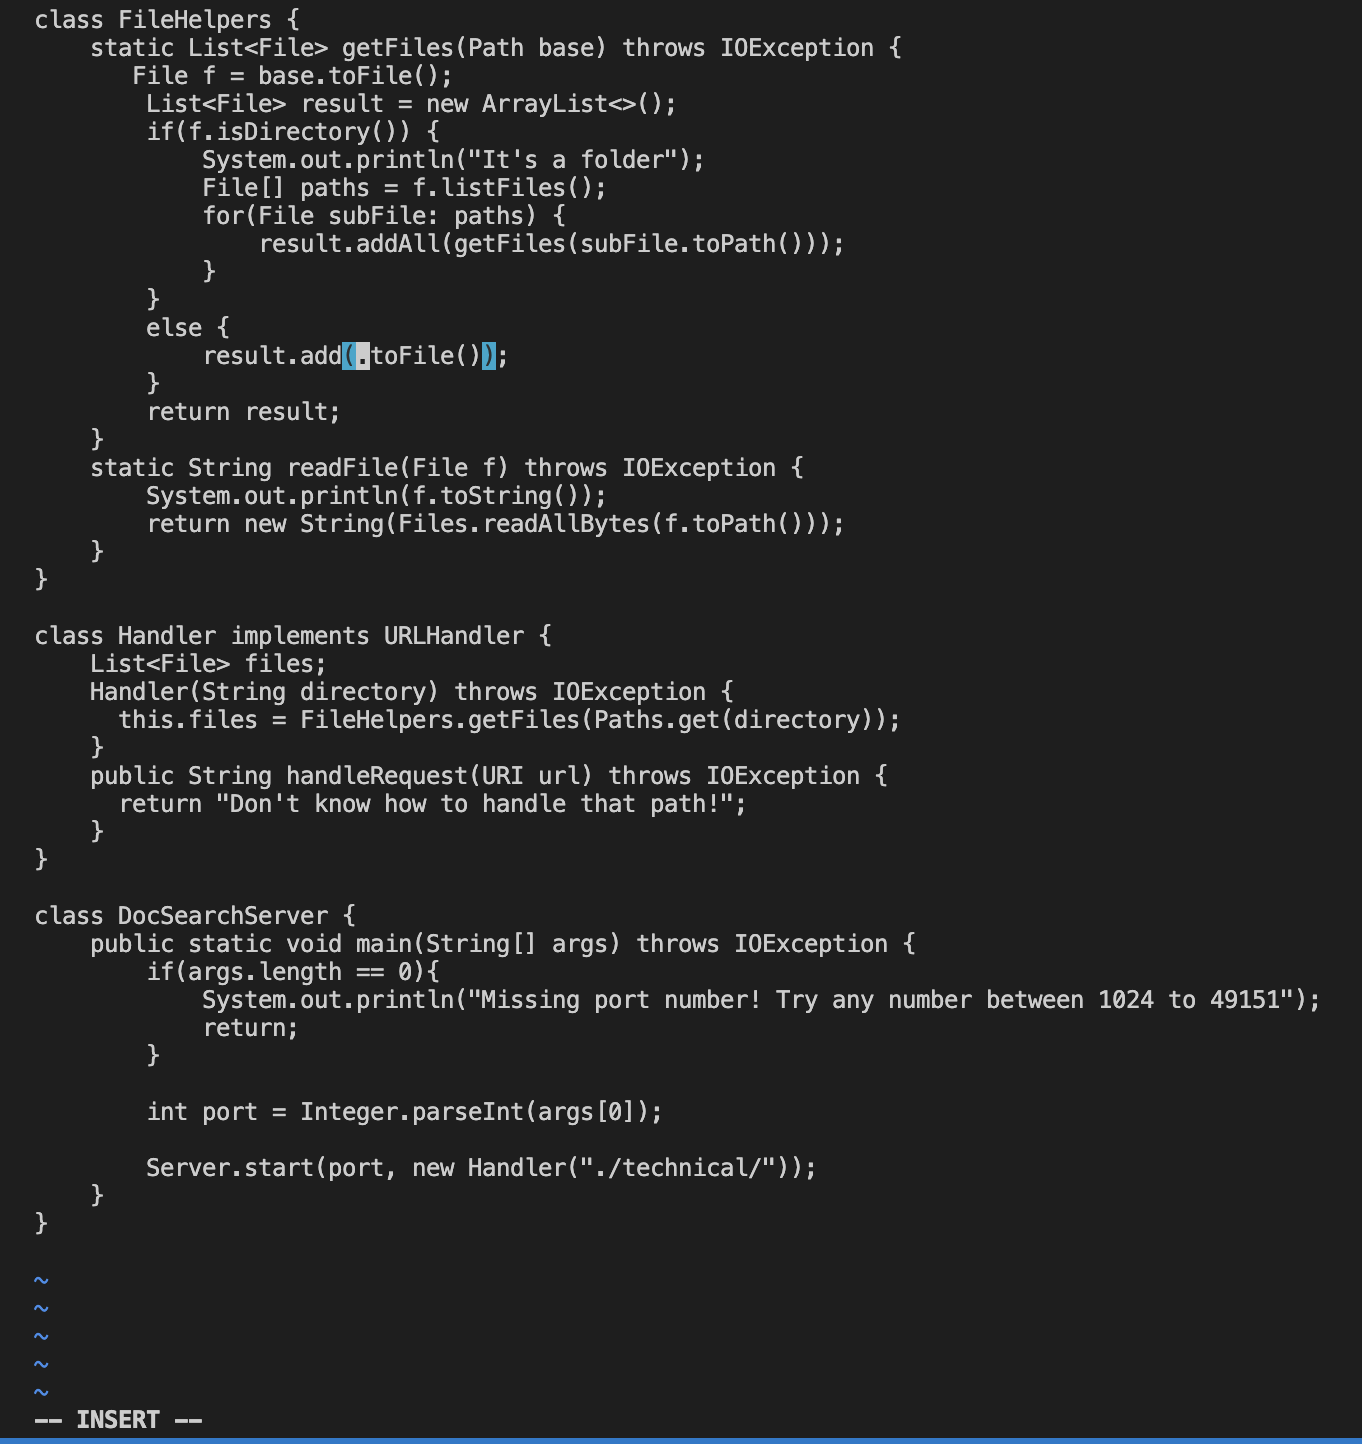 class FileHelpers {
    static List<File> getFiles(Path base) throws IOException {
       File f = base.toFile();
        List<File> result = new ArrayList<>();
        if(f.isDirectory()) {
            System.out.println("It's a folder");
            File[] paths = f.listFiles();
            for(File subFile: paths) {
                result.addAll(getFiles(subFile.toPath()));
            }
        }
        else {
            result.add(.toFile());
        }
        return result;
    }
    static String readFile(File f) throws IOException {
        System.out.println(f.toString());
        return new String(Files.readAllBytes(f.toPath()));
    }
}

class Handler implements URLHandler {
    List<File> files;
    Handler(String directory) throws IOException {
      this.files = FileHelpers.getFiles(Paths.get(directory));
    }
    public String handleRequest(URI url) throws IOException {
      return "Don't know how to handle that path!";
    }
}

class DocSearchServer {
    public static void main(String[] args) throws IOException {
        if(args.length == 0){
            System.out.println("Missing port number! Try any number between 1024 to 49151");
            return;
        }

        int port = Integer.parseInt(args[0]);

        Server.start(port, new Handler("./technical/"));
    }
}

~
~
~
~
~
-- INSERT --